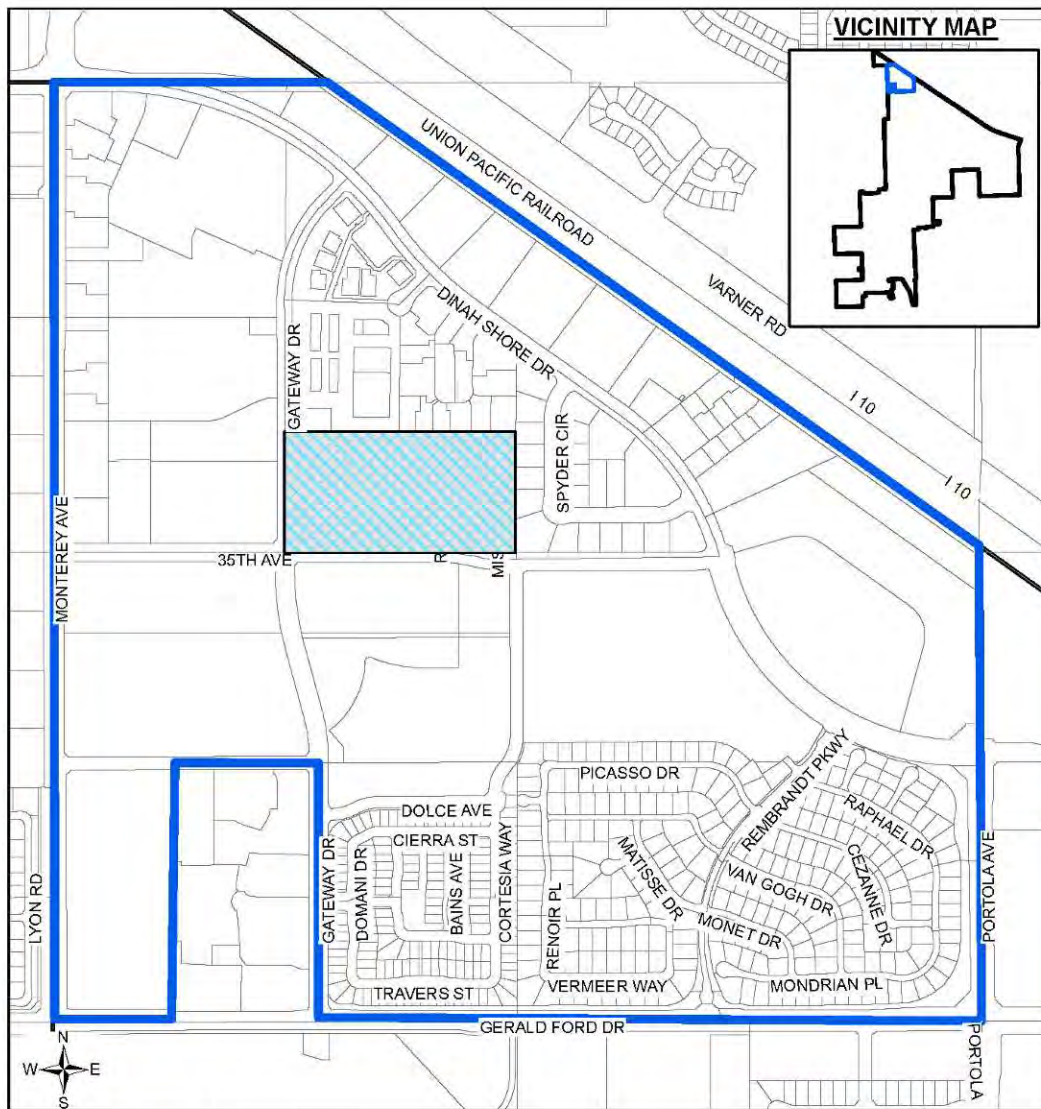 VICINITY MAP
UNION PACIFIC RAILROAD
VARNER RD
DINAH SHORE DR
GATEWAY DR
I 10
I 10
SPYDER CIR
MONTEREY AVE
35TH AVE
R
MIS
PICASSO DR
REMBRANDT PKWY
DOLCE AVE
RAPHAEL DR
CIERRA ST
MATISSE DR
CEZANNE DR
GATEWAY DR
DOMANI DR
BAINS AVE
CORTESIA WAY
VAN GOGH DR
PORTOLA AVE
LYON RD
RENOIR PL
MONET DR
TRAVERS ST
VERMEER WAY
MONDRIAN PL
GERALD FORD DR
PORTOLA
N
W E
S